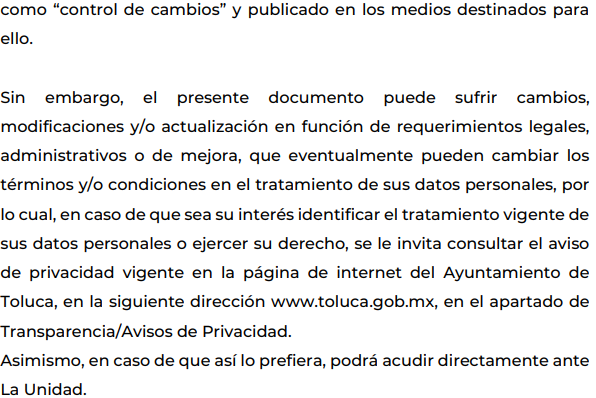 como “control de cambios” y publicado en los medios destinados para
ello.
Sin embargo, el presente documento puede sufrir cambios,
modificaciones y/o actualización en función de requerimientos legales,
administrativos o de mejora, que eventualmente pueden cambiar los
términos y/o condiciones en el tratamiento de sus datos personales, por
lo cual, en caso de que sea su interés identificar el tratamiento vigente de
sus datos personales o ejercer su derecho, se le invita consultar el aviso
de privacidad vigente en la página de internet del Ayuntamiento de
Toluca, en la siguiente dirección www.toluca.gob.mx, en el apartado de
Transparencia/Avisos de Privacidad.
Asimismo, en caso de que así lo prefiera, podrá acudir directamente ante
La Unidad.